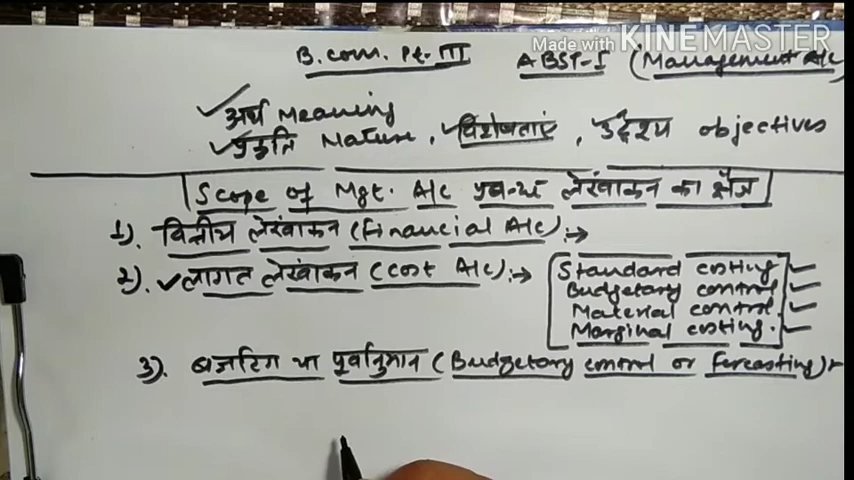 Made with KINEMASTER
B.com. Pt-III ABST-I (Management A/c
अर्थ Meaning
प्रकृति Nature, विशेषताएं, उद्देश्य objectives
Scope of Mgt. A/c प्रबन्ध लेखांकन का क्षेत्र
1). वित्तीय लेखांकन (Financial A/c) :→
2). लागत लेखांकन (Cost A/c) :→
Standard costing
Budgetary control
Material control
Marginal costing.
3). बजटिंग या पूर्वानुमान (Budgetary control or forecasting)